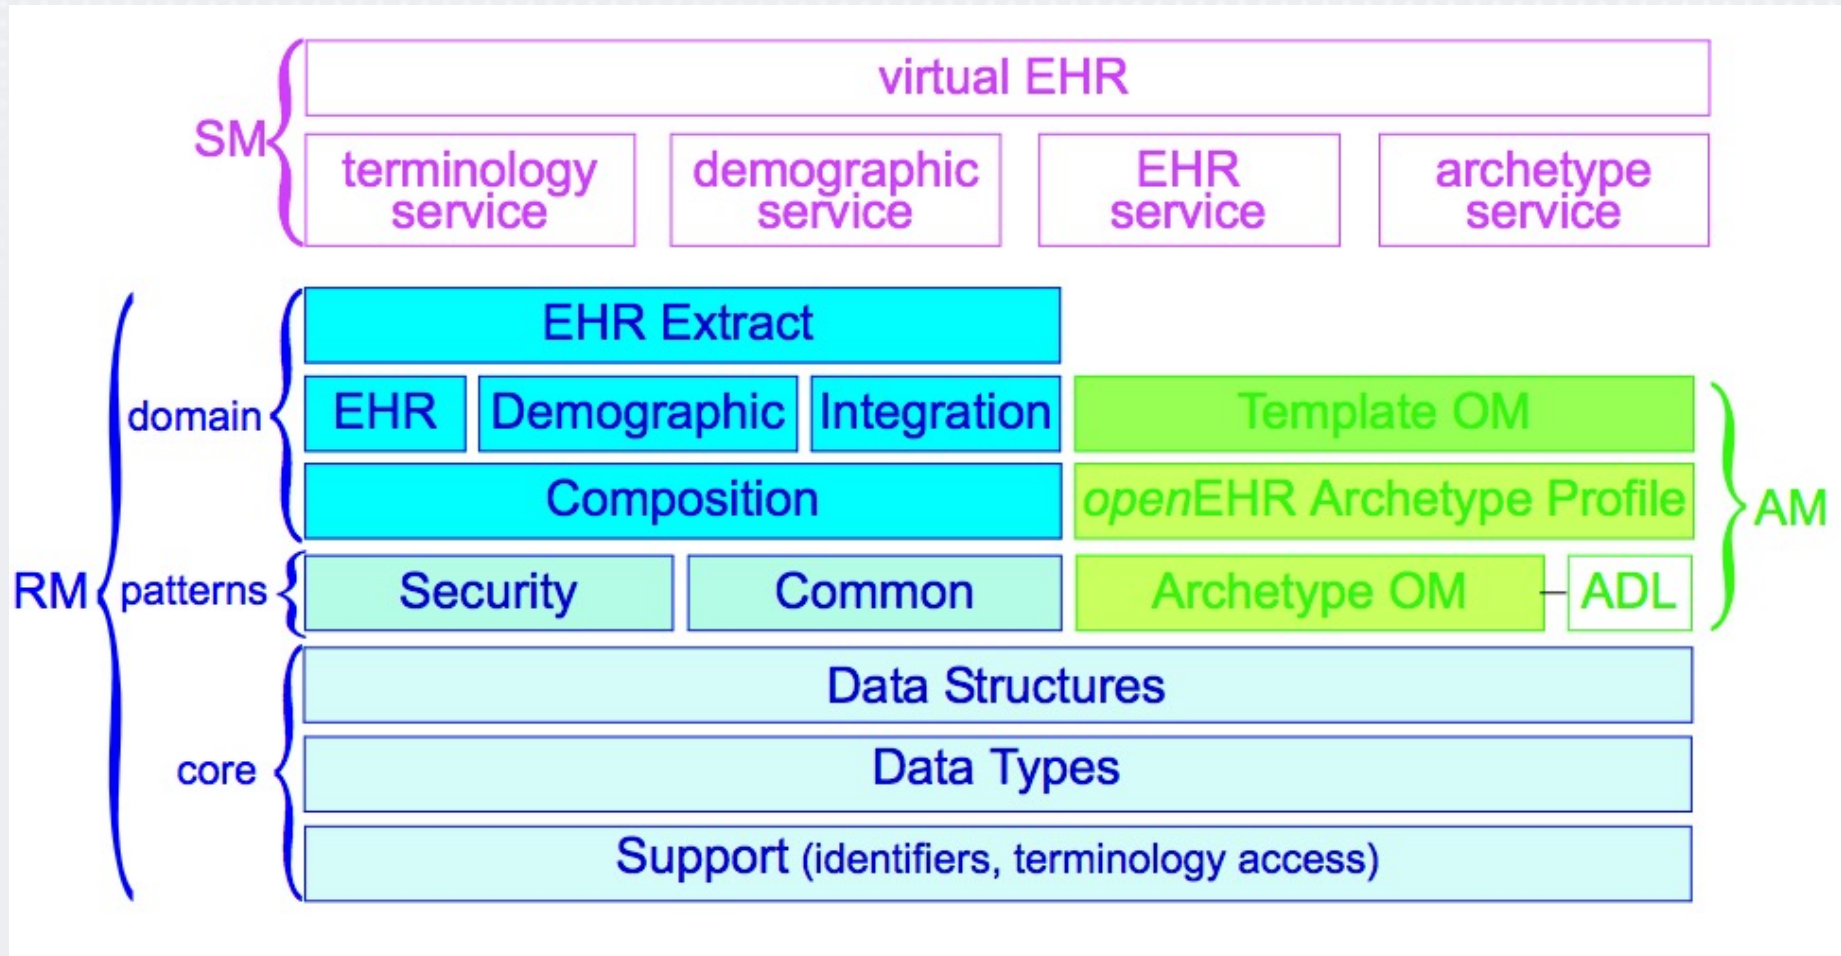 virtual EHR
SM
terminology
service
demographic
service
EHR
service
archetype
service
EHR Extract
domain
EHR
Demographic
Integration
Template OM
Composition
openEHR Archetype Profile
AM
RM
patterns
Security
Common
Archetype OM
ADL
Data Structures
core
Data Types
Support (identifiers, terminology access)